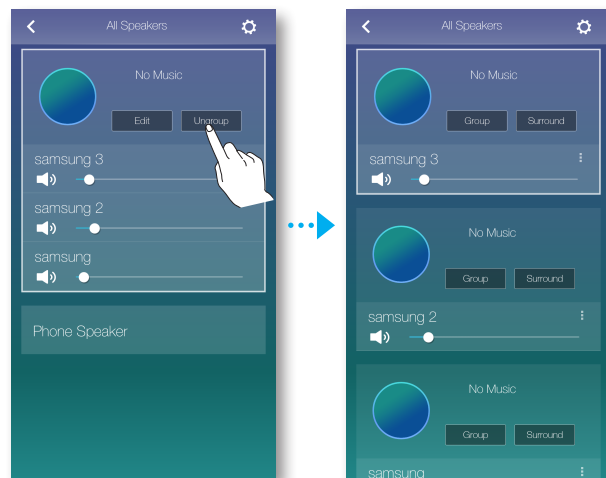 All Speakers
No Music
Edit Ungroup
samsung 3
samsung 2
samsung
Phone Speaker
All Speakers
No Music
Group Surround
samsung 3
No Music
Group Surround
samsung 2
No Music
Group Surround
samsung